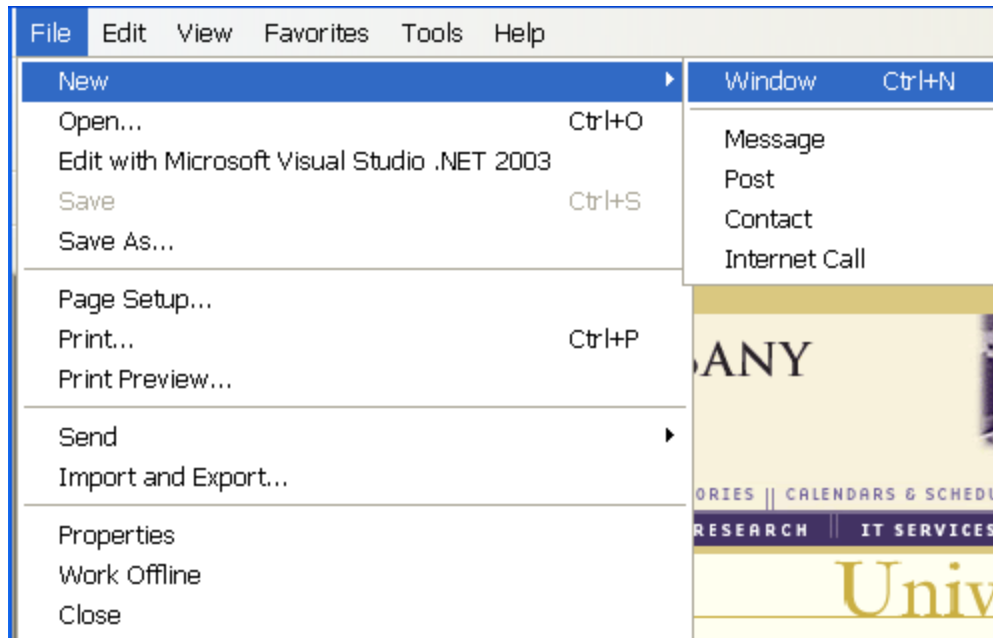 File Edit View Favorites Tools Help
New
Open... Ctrl+O
Edit with Microsoft Visual Studio .NET 2003
Save Ctrl+S
Save As...
Page Setup...
Print... Ctrl+P
Print Preview...
Send
Import and Export...
Properties
Work Offline
Close
Window Ctrl+N
Message
Post
Contact
Internet Call
ANY
ORIES || CALENDARS & SCHEDU
RESEARCH || IT SERVICES
Univ